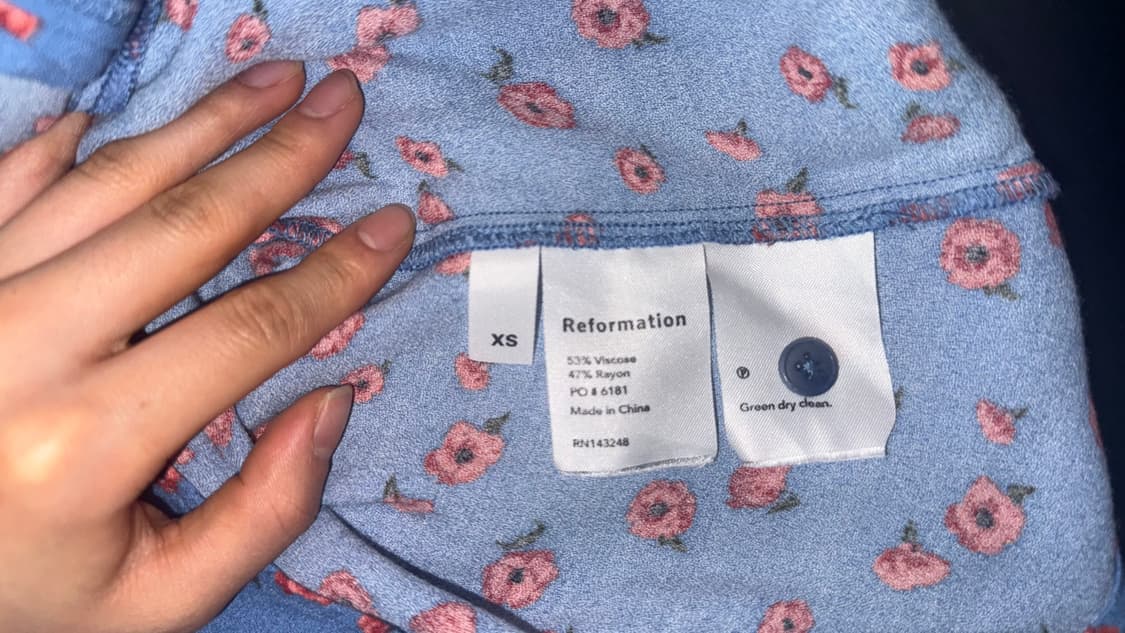 XS
Reformation
53% Viscose
47% Rayon
PO # 6181
Made in China
RN143248
P
Green dry clean.